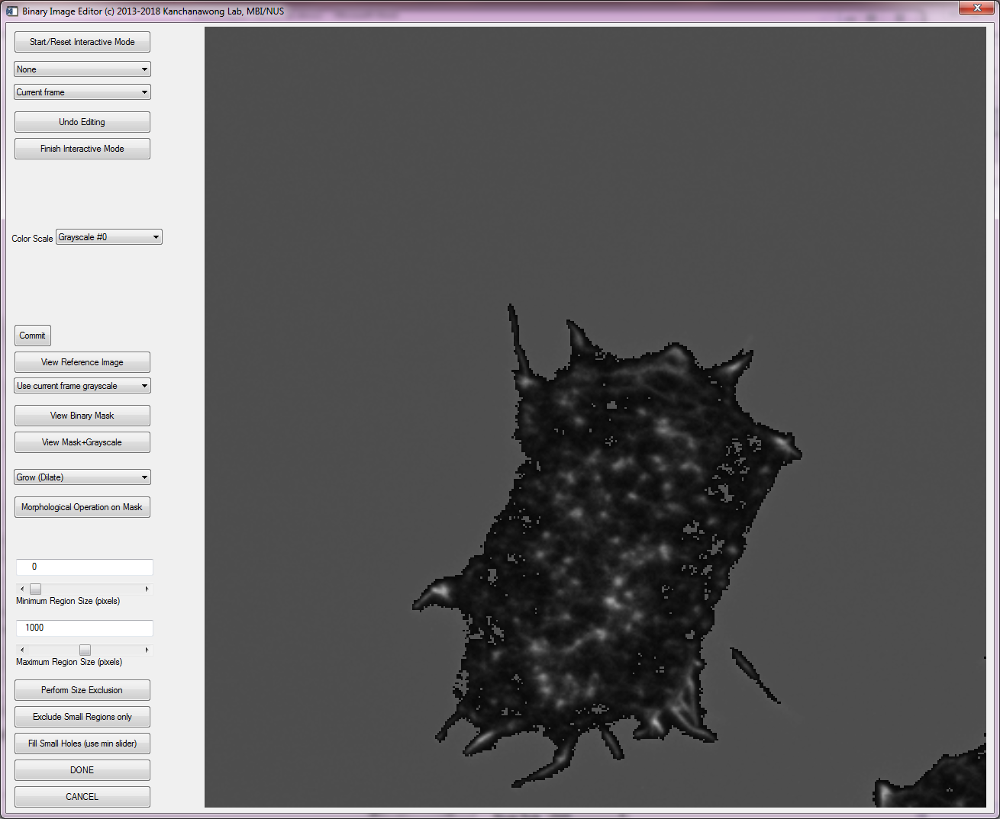 Binary Image Editor (c) 2013-2018 Kanchanawong Lab, MBI/NUS
Start/Reset Interactive Mode
None
Current frame
Undo Editing
Finish Interactive Mode
Color Scale Grayscale #0
Commit
View Reference Image
Use current frame grayscale
View Binary Mask
View Mask+Grayscale
Grow (Dilate)
Morphological Operation on Mask
0
Minimum Region Size (pixels)
1000
Maximum Region Size (pixels)
Perform Size Exclusion
Exclude Small Regions only
Fill Small Holes (use min slider)
DONE
CANCEL